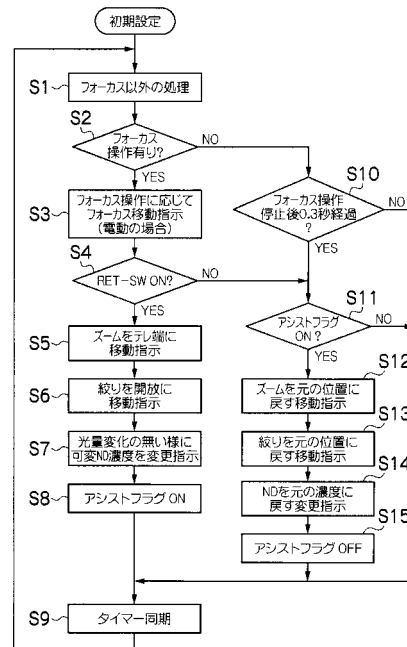 初期設定
S1
フォーカス以外の処理
S2
フォーカス
操作有り?
NO
YES
S10
フォーカス操作
停止後0.3秒経過
?
NO
YES
S3
フォーカス操作に応じて
フォーカス移動指示
(電動の場合)
S4
RET-SW ON?
NO
YES
S11
アシストフラグ
ON?
YES
S5
ズームをテレ端に
移動指示
S12
ズームを元の位置に
戻す移動指示
S6
絞りを開放に
移動指示
S13
絞りを元の位置に
戻す移動指示
S7
光量変化の無い様に
可変ND濃度を変更指示
S14
NDを元の濃度に
戻す変更指示
S8
アシストフラグ ON
S15
アシストフラグ OFF
S9
タイマー同期